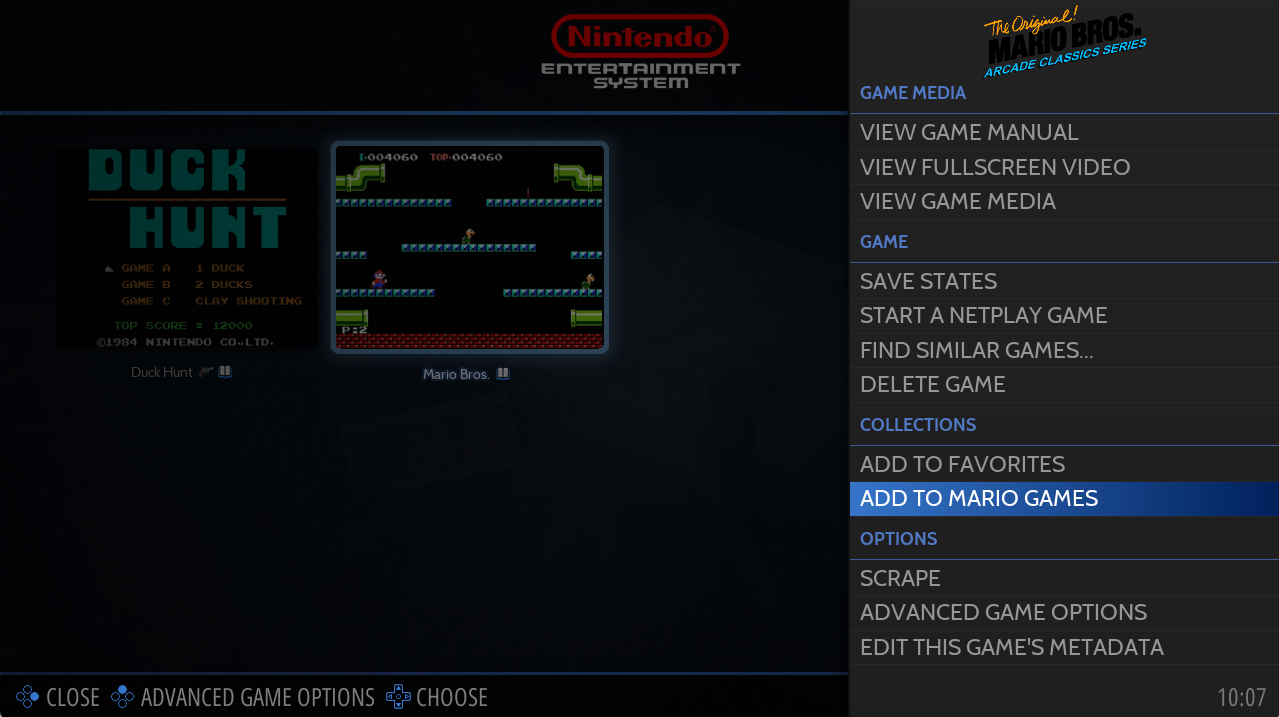 Nintendo®
ENTERTAINMENT
SYSTEM
DUCK
HUNT
GAME A 1 DUCK
GAME B 2 DUCKS
GAME C CLAY SHOOTING
TOP SCORE = 12000
©1984 NINTENDO CO.,LTD.
Duck Hunt
I-004060 TOP-004060
P:2
Mario Bros.
The Original!
MARIO BROS.
ARCADE CLASSICS SERIES
GAME MEDIA
VIEW GAME MANUAL
VIEW FULLSCREEN VIDEO
VIEW GAME MEDIA
GAME
SAVE STATES
START A NETPLAY GAME
FIND SIMILAR GAMES...
DELETE GAME
COLLECTIONS
ADD TO FAVORITES
ADD TO MARIO GAMES
OPTIONS
SCRAPE
ADVANCED GAME OPTIONS
EDIT THIS GAME'S METADATA
CLOSE ADVANCED GAME OPTIONS CHOOSE
10:07